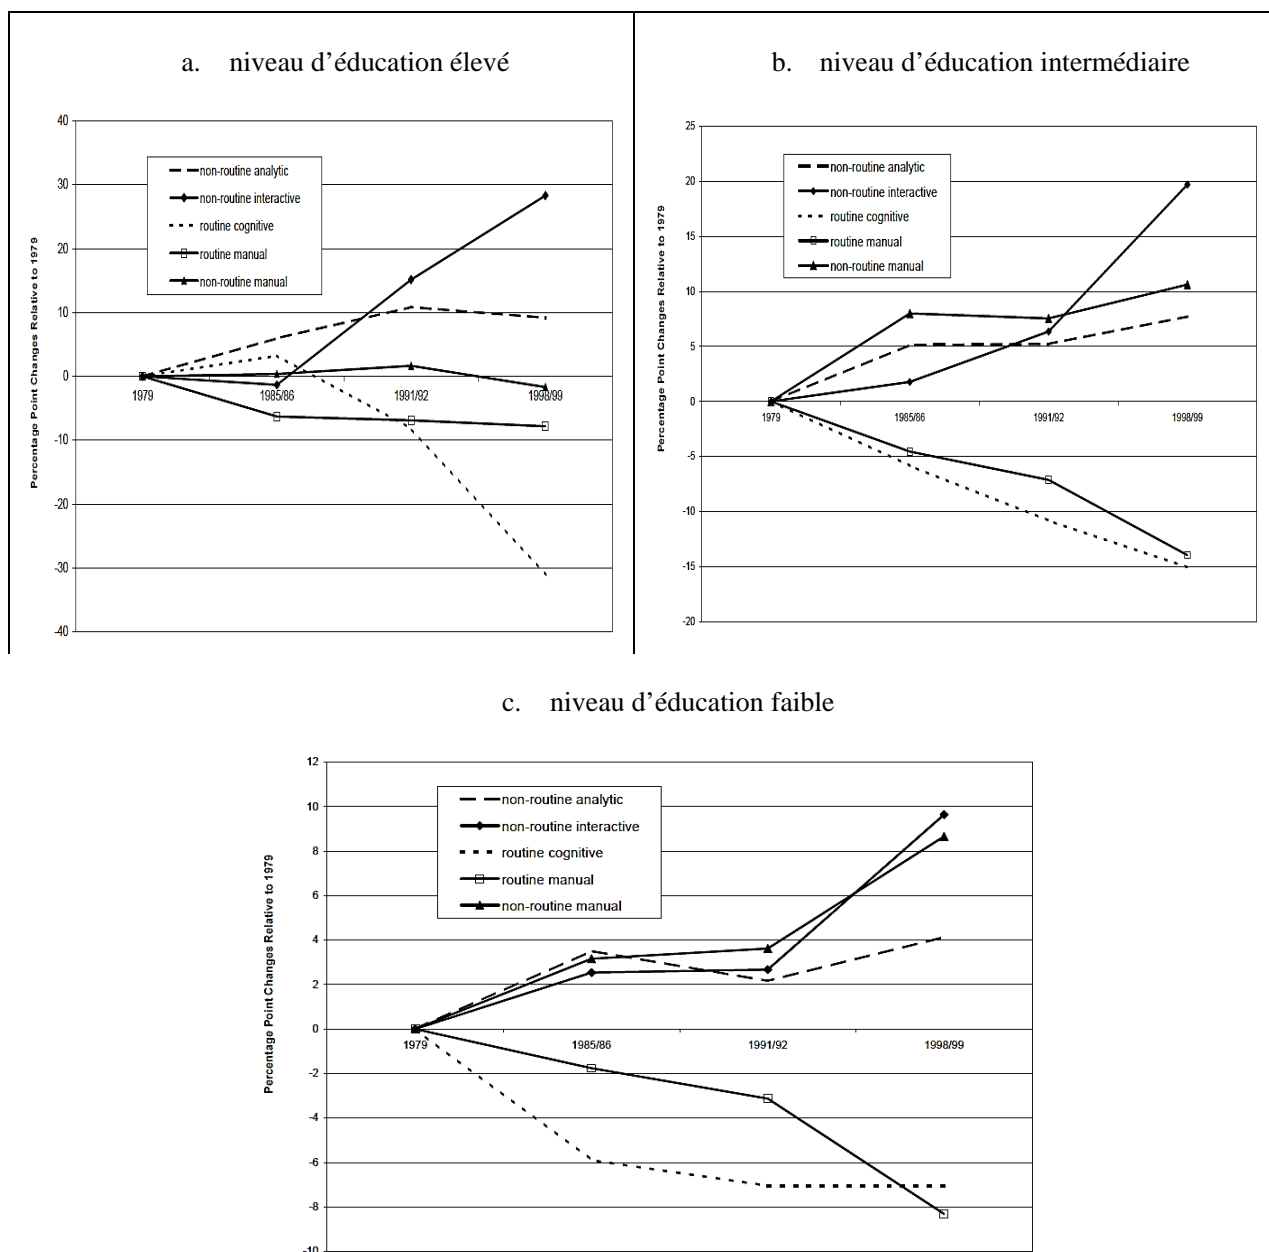 a. niveau d’éducation élevé
Percentage Point Changes Relative to 1979
40
30
20
10
0
-10
-20
-30
-40
non-routine analytic
non-routine interactive
routine cognitive
routine manual
non-routine manual
1979
1985/86
1991/92
1998/99
b. niveau d’éducation intermédiaire
Percentage Point Changes Relative to 1979
25
20
15
10
5
0
-5
-10
-15
-20
non-routine analytic
non-routine interactive
routine cognitive
routine manual
non-routine manual
1979
1985/86
1991/92
1998/99
c. niveau d’éducation faible
Percentage Point Changes Relative to 1979
12
10
8
6
4
2
0
-2
-4
-6
-8
-10
non-routine analytic
non-routine interactive
routine cognitive
routine manual
non-routine manual
1979
1985/86
1991/92
1998/99